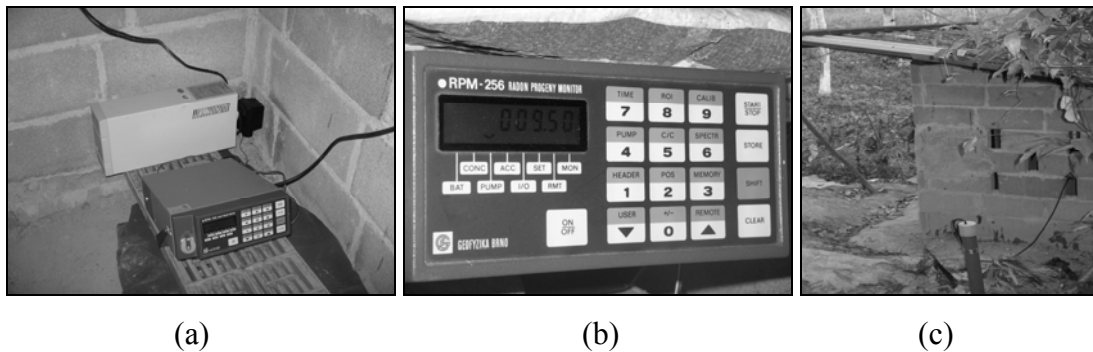 RPM-256 RADON PROGENY MONITOR
009.50
CONC ACC SET MON
BAT PUMP I/O RMT
GEOFYZIKA BRNO
ON
OFF
TIME ROI CALIB
7 8 9
START
STOP
PUMP C/C SPECTR
4 5 6
STORE
HEADER POS MEMORY
1 2 3
SHIFT
USER +/- REMOTE
▼ 0 ▲
CLEAR
(a) (b) (c)